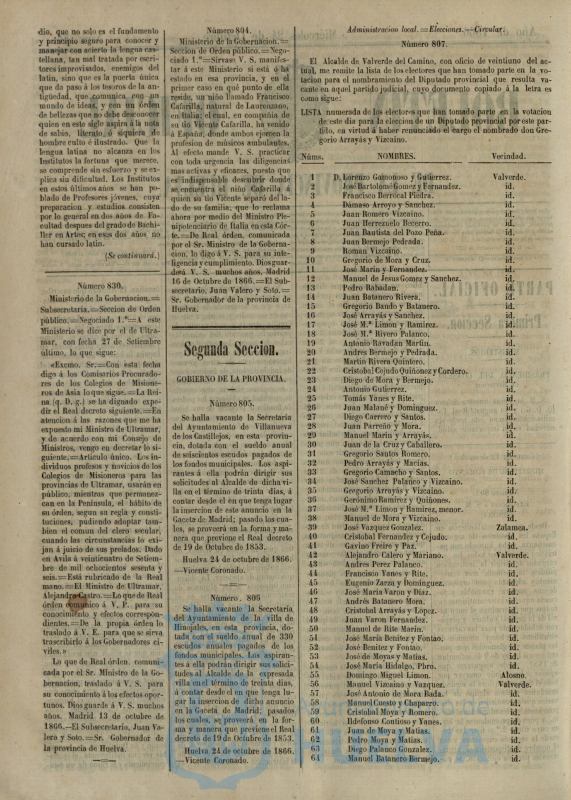 dio, que no solo es el fundamento
y principio seguro para conocer y
manejar con acierto la lengua cas-
tellana, tan mal tratada por escri-
tores improvisados, enemigos del
latin, sino que es la puerta única
que da paso á los tesoros de la an-
tigüedad, que comunica con un
mundo de ideas, y con un órden
de bellezas que no debe desconocer
quien en este siglo aspira á la nota
de sabio, literato, ó siquiera de
hombre culto é ilustrado. Que la
lengua latina no alcanza en los
Institutos la fortuna que merece,
se comprende sin esfuerzo y se ex-
plica sin dificultad. Los Institutos
en estos últimos años se han po-
blado de Profesores jóvenes, cuya
preparacion y estudios consisten
por lo general en dos años de Fa-
cultad despues del grado de Bachi-
ller en Artes; en esos dos años no
han cursado latin.
(Se continuará.)
Número 830.
Ministerio de la Gobernacion.=
Subsecretaría.=Seccion de Orden
público.=Negociado 1.º=A este
Ministerio se dice por el de Ultra-
mar, con fecha 27 de Setiembre
último, lo que sigue:
«Excmo. Sr.=Con esta fecha
digo á los Comisarios Procurado-
res de los Colegios de Misione-
ros de Asia lo que sigue.=La Rei-
na (q. D. g.) se ha dignado expe-
dir el Real decreto siguiente.=En
atencion á las razones que me ha
expuesto mi Ministro de Ultramar,
y de acuerdo con mi Consejo de
Ministros, vengo en decretar lo si-
guiente.=Artículo único. Los in-
dividuos profesos y novicios de los
Colegios de Misioneros para las
provincias de Ultramar, usarán en
público, mientras que permanez-
can en la Península, el hábito de
su órden, segun su regla y consti-
tuciones, pudiendo adoptar tam-
bien el comun del clero secular,
cuando las circunstancias lo exi-
jan á juicio de sus prelados. Dado
en Avila á veintiuno de Setiem-
bre de mil ochocientos sesenta y
seis.=Está rubricado de la Real
mano.=El Ministro de Ultramar,
Alejandro Castro.=Lo que de Real
órden comunico á V. E. para su
conocimiento y efectos correspon-
dientes.=De la propia órden lo
traslado á V. E. para que se sirva
trascribirlo á los Gobernadores ci-
viles.»
Lo que de Real órden, comuni-
cada por el Sr. Ministro de la Go-
bernacion, traslado á V. S. para
su conocimiento á los efectos opor-
tunos. Dios guarde á V. S. muchos
años. Madrid 13 de octubre de
1866.-El Subsecretario, Juan Va-
lero y Soto.=Sr. Gobernador de
la provincia de Huelva.
Número 804.
Ministerio de la Gobernacion.=
Seccion de Orden público.=Nego-
ciado 1.º=Sirvase V. S. manifes-
tar á este Ministerio si está ó ha
estado en esa provincia, y en el
primer caso en qué punto de ella
reside, un niño llamado Francisco
Cafarilla, natural de Laurenzano,
en Italia; el cual, en compañía de
su tio Vicente Cafarilla, ha venido
á España, donde ambos ejercen la
profesion de músicos ambulantes.
Al efecto mande V. S. practicar
con toda urgencia las diligencias
mas activas y eficaces, puesto que
es indispensable descubrir donde
se encuentra el niño Cafarilla á
quien su tio Vicente separó del la-
do de su familia, que lo reclama
ahora por medio del Ministro Ple-
nipotenciario de Italia en esta Cór-
te.=De Real órden, comunicada
por el Sr. Ministro de la Goberna-
cion, lo digo á V. S. para su inte-
ligencia y cumplimiento. Dios guar-
de á V. S. muchos años. Madrid
16 de octubre de 1866.=El Sub-
secretario, Juan Valero y Soto.=
Sr. Gobernador de la provincia de
Huelva.
Segunda Seccion.
GOBIERNO DE LA PROVINCIA.
Número 805.
Se halla vacante la Secretaría
del Ayuntamiento de Villanueva
de los Castillejos, en esta provin-
cia, dotada con el sueldo anual
de seiscientos escudos pagados de
los fondos municipales. Los aspi-
rantes á ella podrán dirigir sus
solicitudes al Alcalde de dicha vi-
lla en el término de treinta dias, á
contar desde el en que tenga lugar
la insercion de este anuncio en la
Gaceta de Madrid; pasado los cua-
les, se proveerá en la forma y ma-
nera que previene el Real decreto
de 19 de Octubre de 1853.
Huelva 24 de octubre de 1866.
—Vicente Coronado.
Número. 806
Se halla vacante la Secretaría
del Ayuntamiento de la villa de
Hinojales, en esta provincia, do-
tada con el sueldo anual de 330
escudos anuales pagados de los
fondos municipales. Los aspiran-
tes á ella podrán dirigir sus solici-
tudes al Alcalde de la expresada
villa en el término de treinta dias,
á contar desde el en que tenga lu-
gar la insercion de dicho anuncio
en la Gaceta de Madrid; pasados
los cuales, se proveerá en la for-
ma y manera que previene el Real
decreto de 19 de Octubre de 1853.
Huelva 24 de octubre de 1866.
—Vicente Coronado.
Administracion local.=Elecciones.—Circular.
Número 807.
El Alcalde de Valverde del Camino, con oficio de veintiuno del
actual, me remite la lista de los electores que han tomado parte en la vo-
tacion para el nombramiento del Diputado provincial que resulta va-
cante en aquel partido judicial, cuyo documento copiado á la letra es
como sigue:
LISTA numerada de los electores que han tomado parte en la votacion
de este dia para la eleccion de un Diputado provincial por este par-
tido, en virtud á haber renunciado el cargo el nombrado don Gre-
gorio Arrayás y Vizcaino.
Núms. NOMBRES. Vecindad.
1 D. Lorenzo Gamonoso y Gutierrez. Valverde.
2 José Bartolomé Gomez y Fernandez. id.
3 Francisco Berrocal Piedra. id.
4 Damaso Arroyo y Sanchez. id.
5 Juan Romero Vizcaino. id.
6 Juan Herrezuelo Becerro. id.
7 Juan Bautista del Pozo Peña. id.
8 Juan Bermejo Pedrada. id.
9 Roman Vizcaino. id.
10 Gregorio de Mora y Cruz. id.
11 José Marin y Fernandez. id.
12 Manuel de Jesus Gomez y Sanchez. id.
13 Pedro Rabadan. id.
14 Juan Batanero Rivera. id.
15 Gregorio Bando y Batanero. id.
16 José Arrayás y Sanchez. id.
17 José M.ª Limon y Ramirez. id.
18 José M.ª Rivero Palanco. id.
19 Antonio Ravadan Martin. id.
20 Andres Bermejo y Pedrada. id.
21 Martin Rivera Quintero. id.
22 Cristobal Cejudo Quiñonez y Cordero. id.
23 Diego de Mora y Bermejo. id.
24 Antonio Gutierrez. id.
25 Tomás Yanes y Rite. id.
26 Juan Malané y Dominguez. id.
27 Diego Carrero y Santos. id.
28 Juan Parreño y Mora. id.
29 Manuel Marin y Arrayás. id.
30 Juan de la Cruz y Caballero. id.
31 Gregorio Santos Romero. id.
32 Pedro Arrayás y Macías. id.
33 Gregorio Camacho y Santos. id.
34 José Sanchez Palanco y Vizcaino. id.
35 Gregorio Arrayás y Vizcaino. id.
36 Gerónimo Ramirez y Quiñones. id.
37 José M.ª Limon y Ramirez, menor. id.
38 Manuel de Mora y Vizcaino. id.
39 José Vazquez Gonzalez. Zalamea.
40 Cristobal Fernandez y Cejudo. id.
41 Gavino Freire y Paz. id.
42 Alejandro Calero y Mariano. Valverde.
43 Andres Perez Palanco. id.
44 Francisco Yanes y Rite. id.
45 Eugenio Zarza y Dominguez. id.
46 José Maria Varon y Diaz. id.
47 Andrés Batanero Mora. id.
48 Cristobal Arrayás y Lopez. id.
49 Juan Varon Fernandez. id.
50 Manuel de Rite Marin. id.
51 José Maria Benitez y Fontao. id.
52 José Benitez y Fontao. id.
53 José de Moyas y Matias. id.
54 José Maria Hidalgo, Pbro. id.
55 Domingo Miguel Limon. Alosno.
56 Manuel Vizcaino y Vazquez. Valverde.
57 José Antonio de Mora Bada. id.
58 Manuel Cuesto y Chaparro. id.
59 Cristobal Moya y Romero. id.
60 Ildefonso Contioso y Yanes. id.
61 Juan de Moya y Matias. id.
62 Pedro Moya y Matias. id.
63 Diego Palanco Gonzalez. id.
64 Manuel Batanero Bermejo. id.